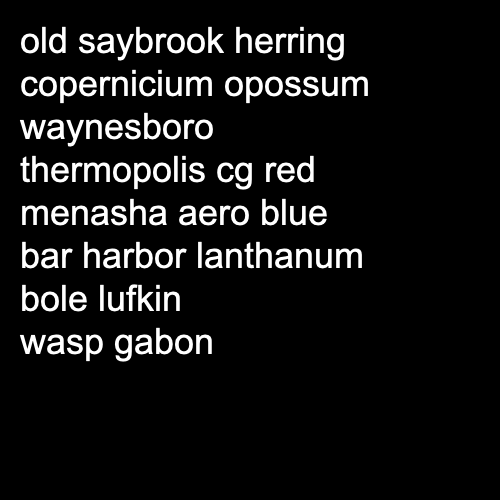 old saybrook herring
copernicium opossum
waynesboro
thermopolis cg red
menasha aero blue
bar harbor lanthanum
bole lufkin
wasp gabon